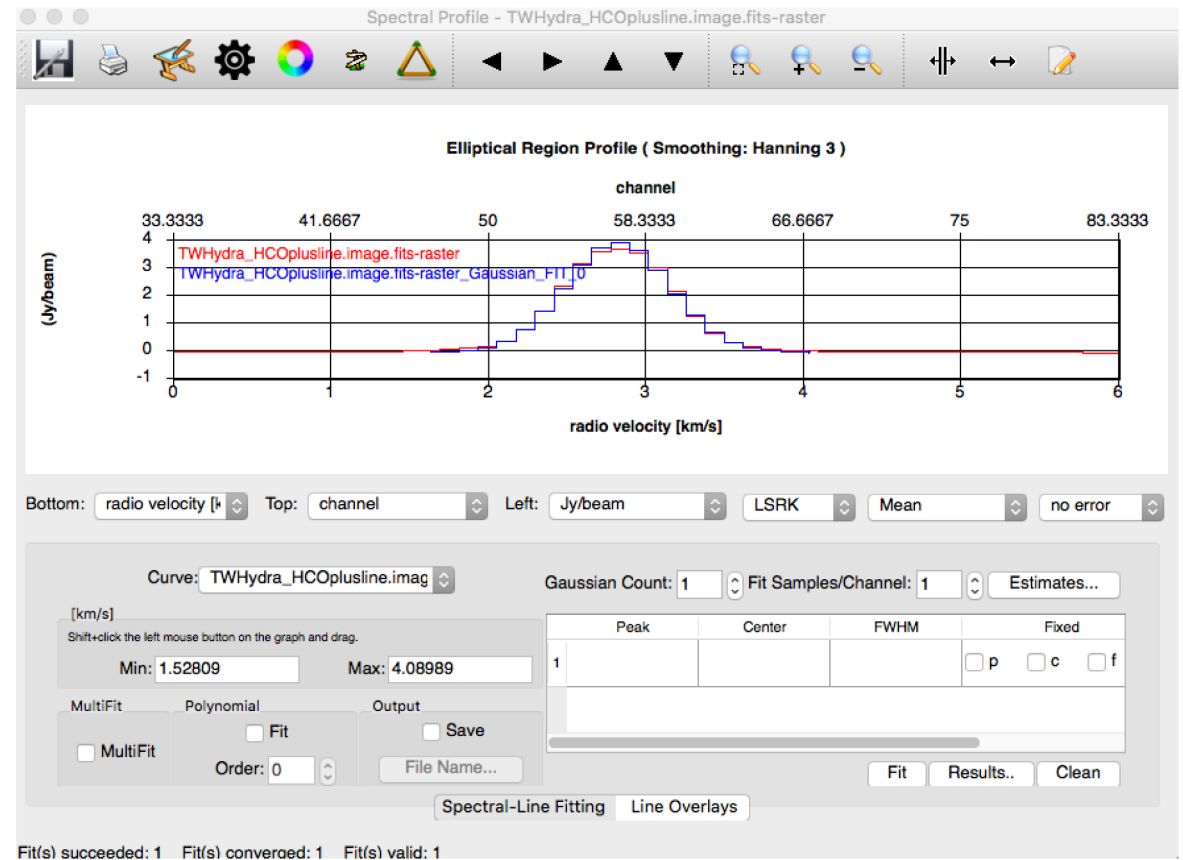 Spectral Profile - TWHydra_HCOplusline.image.fits-raster
Elliptical Region Profile ( Smoothing: Hanning 3 )
channel
33.3333 41.6667 50 58.3333 66.6667 75 83.3333
4
TWHydra_HCOplusline.image.fits-raster
3
TWHydra_HCOplusline.image.fits-raster_Gaussian_FIT_0
(Jy/beam)
2
1
0
-1
0 1 2 3 4 5 6
radio velocity [km/s]
Bottom: radio velocity [k Top: channel Left: Jy/beam LSRK Mean no error
Curve: TWHydra_HCOplusline.imag Gaussian Count: 1 Fit Samples/Channel: 1 Estimates...
[km/s]
Shift+click the left mouse button on the graph and drag.
Min: 1.52809 Max: 4.08989
Peak Center FWHM Fixed
1 p c f
MultiFit Polynomial Output
MultiFit Fit Save
Order: 0 File Name...
Fit Results.. Clean
Spectral-Line Fitting Line Overlays
Fit(s) succeeded: 1 Fit(s) converged: 1 Fit(s) valid: 1